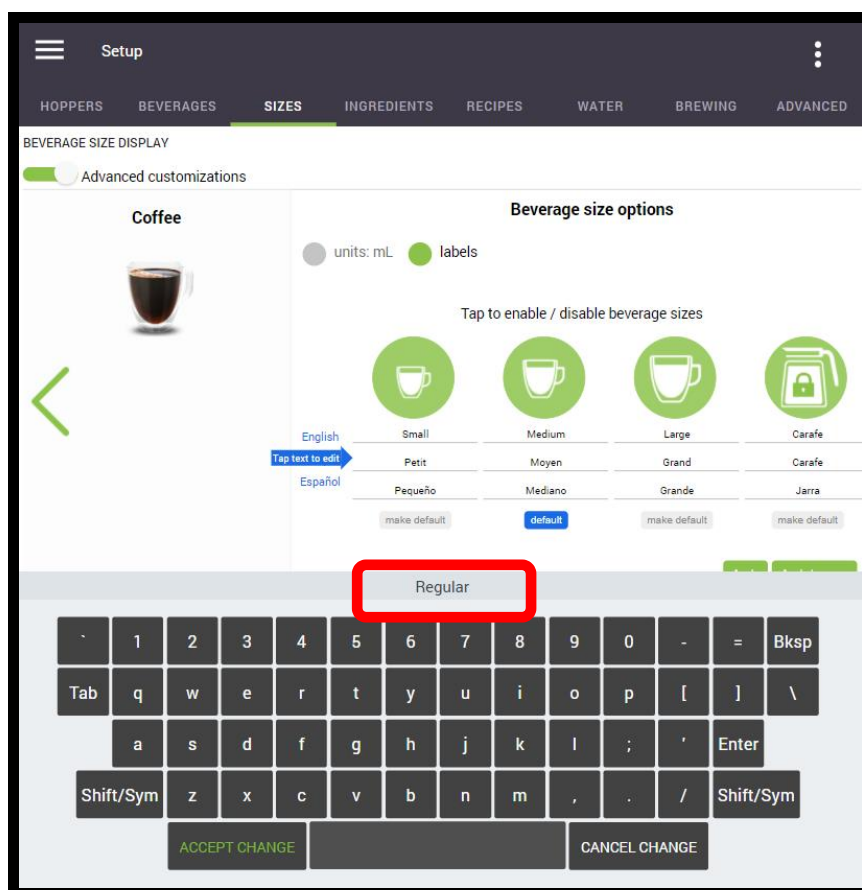 Setup
HOPPERS BEVERAGES SIZES INGREDIENTS RECIPES WATER BREWING ADVANCED
BEVERAGE SIZE DISPLAY
Advanced customizations
Coffee
Beverage size options
units: mL labels
Tap to enable / disable beverage sizes
English Small Medium Large Carafe
Tap text to edit Petit Moyen Grand Carafe
Español Pequeño Mediano Grande Jarra
make default default make default make default
Regular
` 1 2 3 4 5 6 7 8 9 0 - = Bksp
Tab q w e r t y u i o p [ ] \
a s d f g h j k l ; ' Enter
Shift/Sym z x c v b n m , . / Shift/Sym
ACCEPT CHANGE CANCEL CHANGE